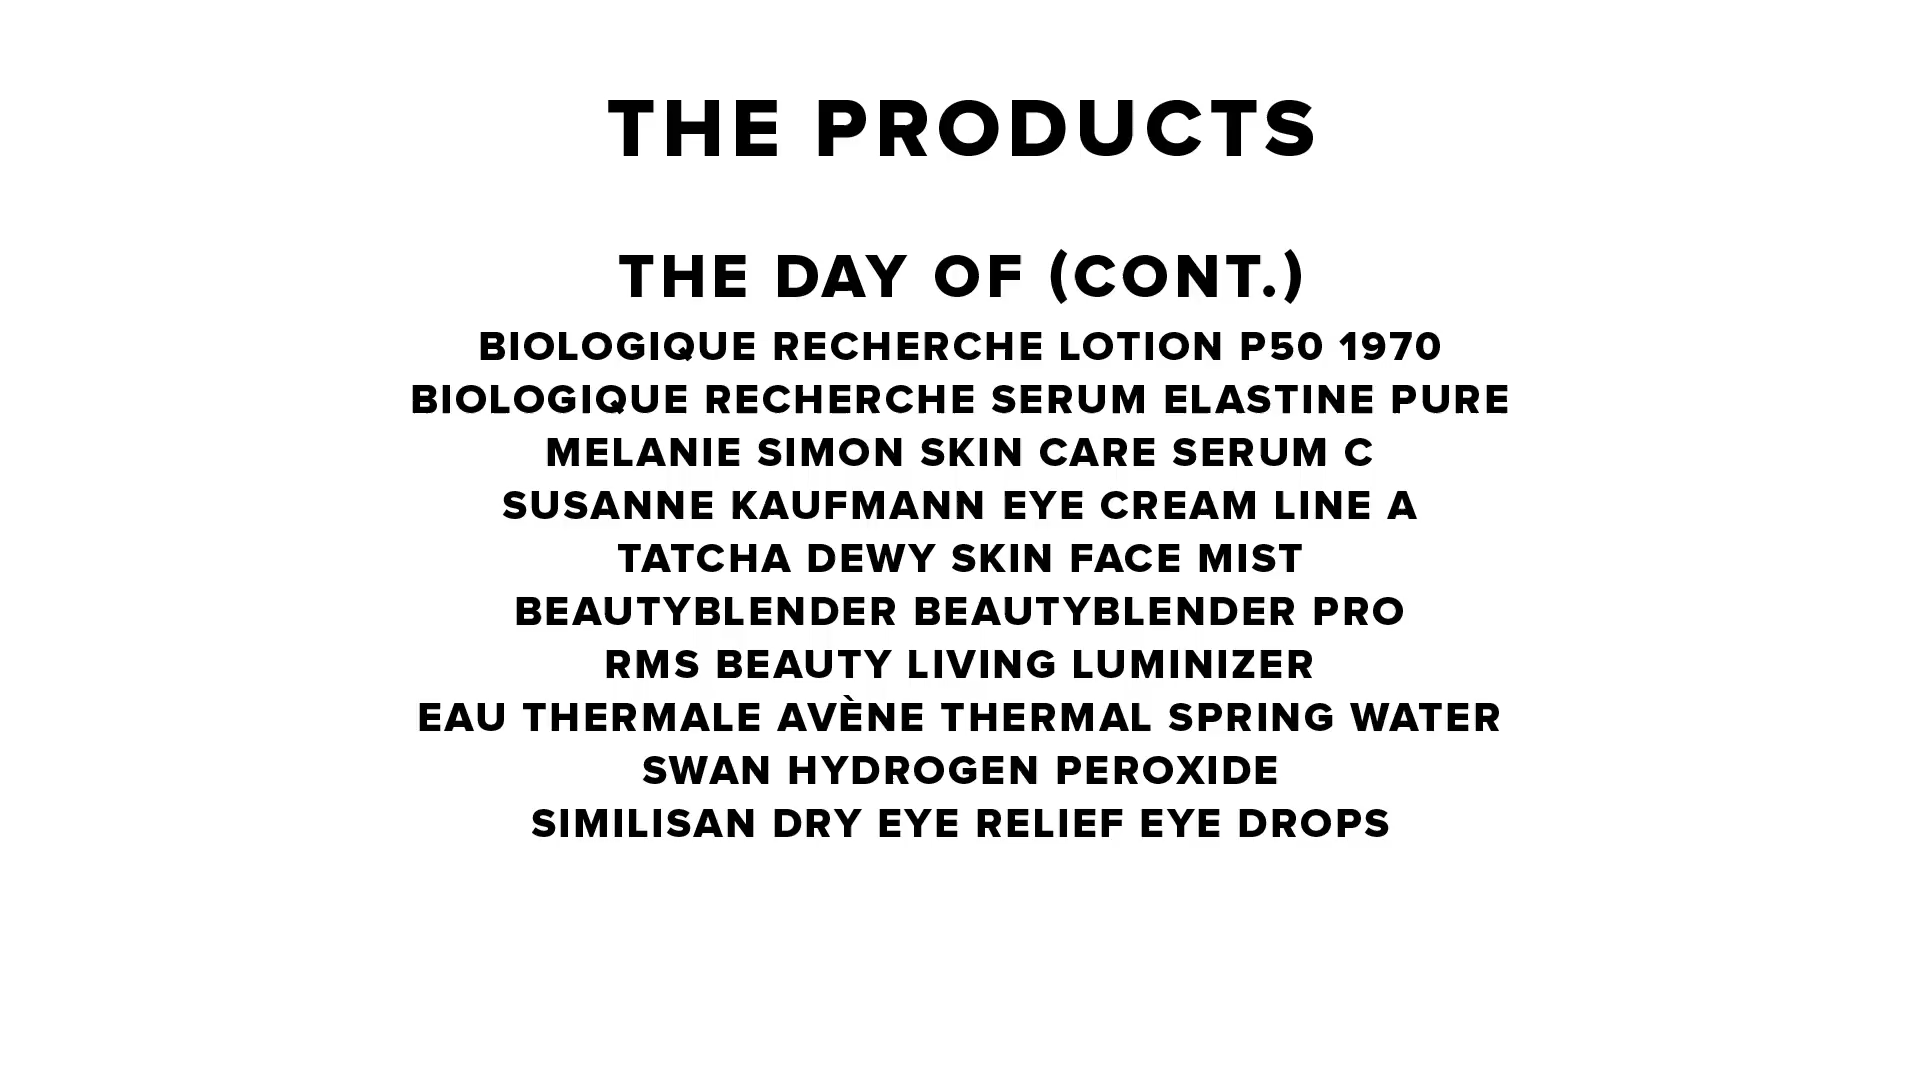 THE PRODUCTS
THE DAY OF (CONT.)
BIOLOGIQUE RECHERCHE LOTION P50 1970
BIOLOGIQUE RECHERCHE SERUM ELASTINE PURE
MELANIE SIMON SKIN CARE SERUM C
SUSANNE KAUFMANN EYE CREAM LINE A
TATCHA DEWY SKIN FACE MIST
BEAUTYBLENDER BEAUTYBLENDER PRO
RMS BEAUTY LIVING LUMINIZER
EAU THERMALE AVÈNE THERMAL SPRING WATER
SWAN HYDROGEN PEROXIDE
SIMILISAN DRY EYE RELIEF EYE DROPS